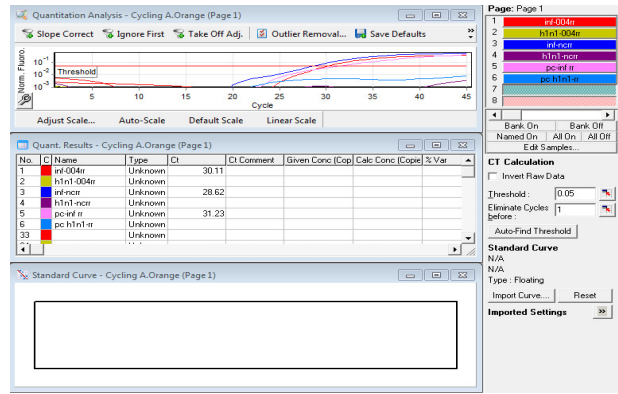 Quantitation Analysis - Cycling A.Orange (Page 1)
Slope Correct Ignore First Take Off Adj. Outlier Removal... Save Defaults
Norm. Fluoro.
10^-1
10^-2
10^-3
Threshold
5 10 15 20 25 30 35 40 45
Cycle
Adjust Scale... Auto-Scale Default Scale Linear Scale
Quant. Results - Cycling A.Orange (Page 1)
No. C Name Type Ct Ct Comment Given Conc (Cop Calc Conc (Copie % Var
1 inf-004rr Unknown 30.11
2 h1n1-004rr Unknown
3 inf-ncrr Unknown 28.62
4 h1n1-ncrr Unknown
5 pc-inf rr Unknown 31.23
6 pc h1n1-rr Unknown
33 Unknown
Standard Curve - Cycling A.Orange (Page 1)
Page: Page 1
1 inf-004rr
2 h1n1-004rr
3 inf-ncrr
4 h1n1-ncrr
5 pc-inf rr
6 pc h1n1-rr
7
8
Bank On Bank Off
Named On All On All Off
Edit Samples...
CT Calculation
Invert Raw Data
Threshold : 0.05
Eliminate Cycles before : 1
Auto-Find Threshold
Standard Curve
N/A
N/A
Type : Floating
Import Curve.... Reset
Imported Settings